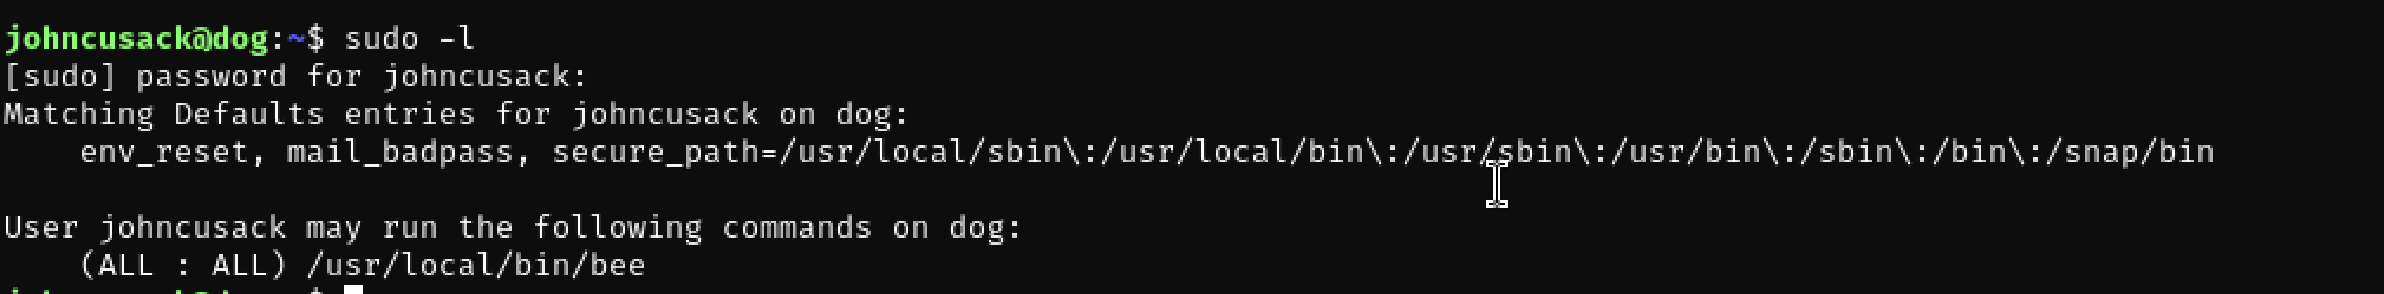 johncusack@dog:~$ sudo -l
[sudo] password for johncusack:
Matching Defaults entries for johncusack on dog:
    env_reset, mail_badpass, secure_path=/usr/local/sbin\:/usr/local/bin\:/usr/sbin\:/usr/bin\:/sbin\:/bin\:/snap/bin

User johncusack may run the following commands on dog:
    (ALL : ALL) /usr/local/bin/bee